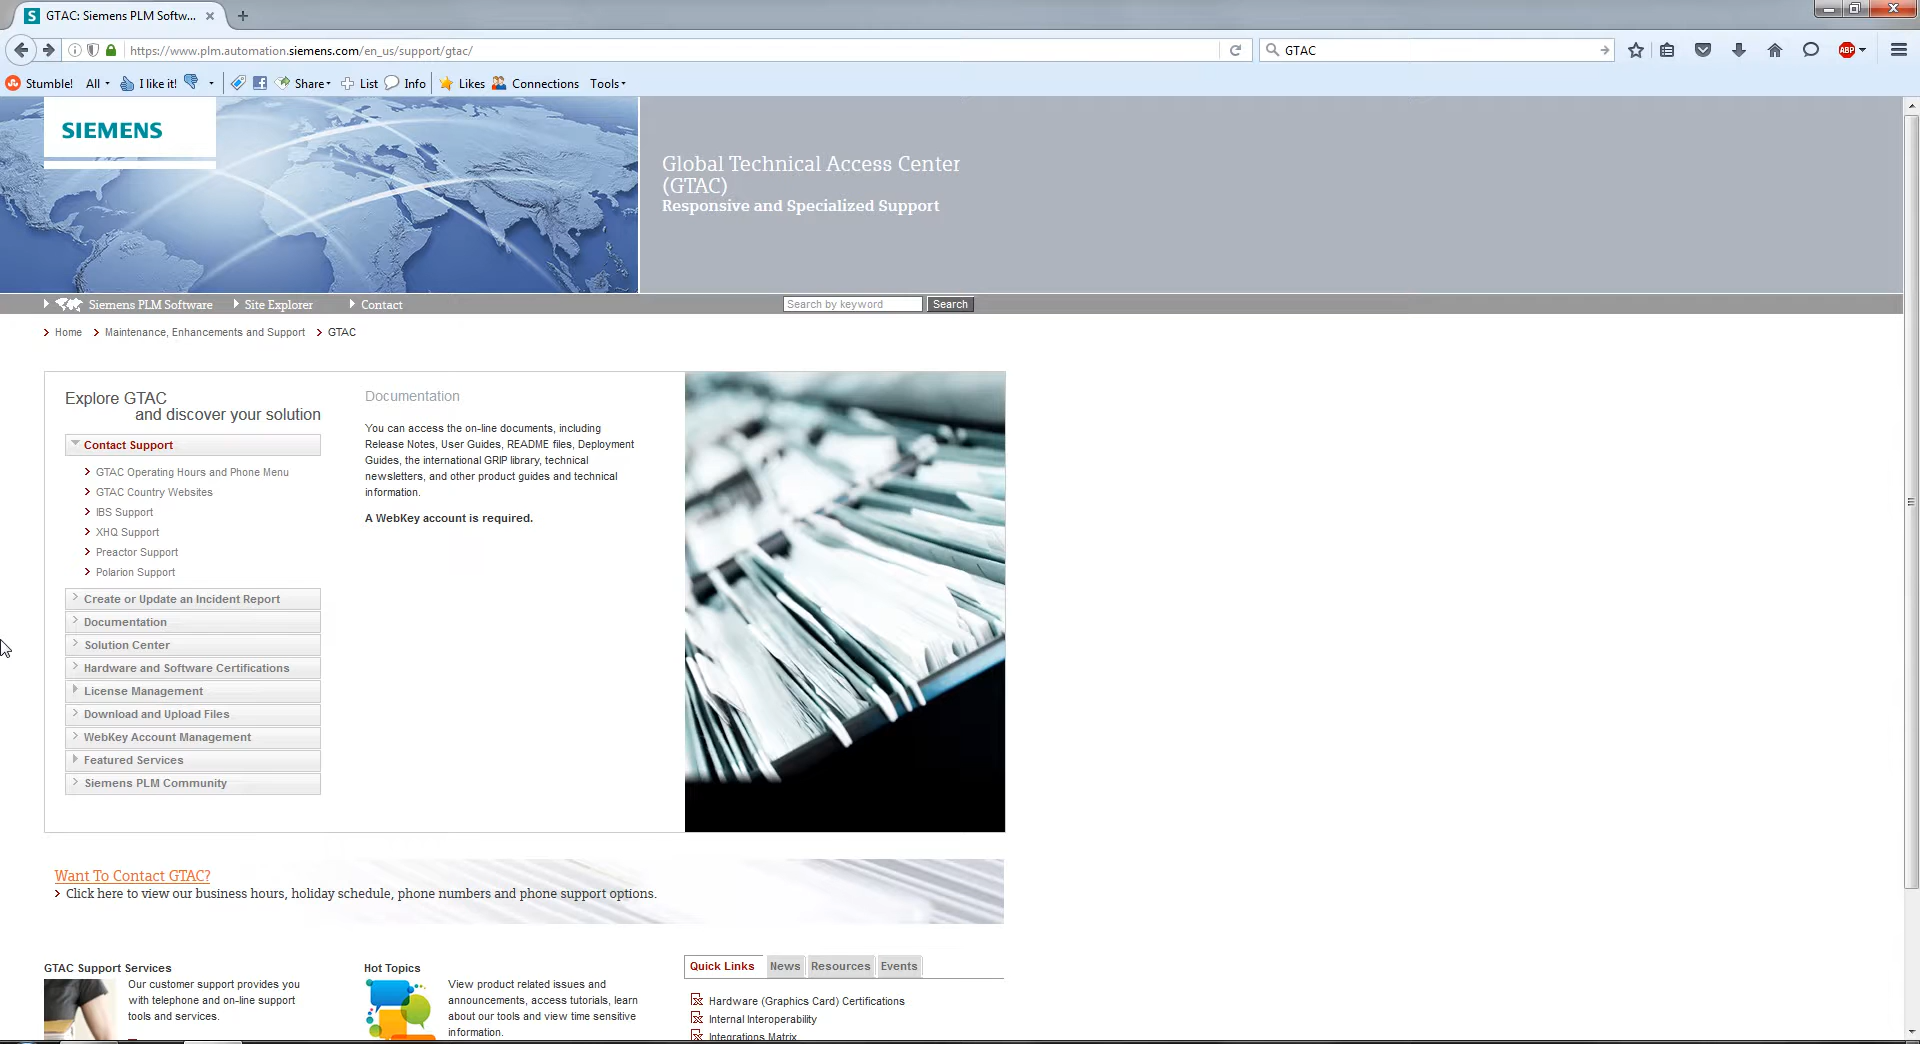 GTAC: Siemens PLM Softw...
https://www.plm.automation.siemens.com/en_us/support/gtac/
GTAC
ABP
Stumble!
All
I like it!
Share
List
Info
Likes
Connections
Tools
SIEMENS
Global Technical Access Center
(GTAC)
Responsive and Specialized Support
Siemens PLM Software
Site Explorer
Contact
Search by keyword
Search
Home
Maintenance, Enhancements and Support
GTAC
Explore GTAC
and discover your solution
Contact Support
GTAC Operating Hours and Phone Menu
GTAC Country Websites
IBS Support
XHQ Support
Preactor Support
Polarion Support
Create or Update an Incident Report
Documentation
Solution Center
Hardware and Software Certifications
License Management
Download and Upload Files
WebKey Account Management
Featured Services
Siemens PLM Community
Documentation
You can access the on-line documents, including
Release Notes, User Guides, README files, Deployment
Guides, the international GRIP library, technical
newsletters, and other product guides and technical
information.
A WebKey account is required.
Want To Contact GTAC?
Click here to view our business hours, holiday schedule, phone numbers and phone support options.
GTAC Support Services
Our customer support provides you
with telephone and on-line support
tools and services.
Hot Topics
View product related issues and
announcements, access tutorials, learn
about our tools and view time sensitive
information.
Quick Links
News
Resources
Events
Hardware (Graphics Card) Certifications
Internal Interoperability
Integrations Matrix